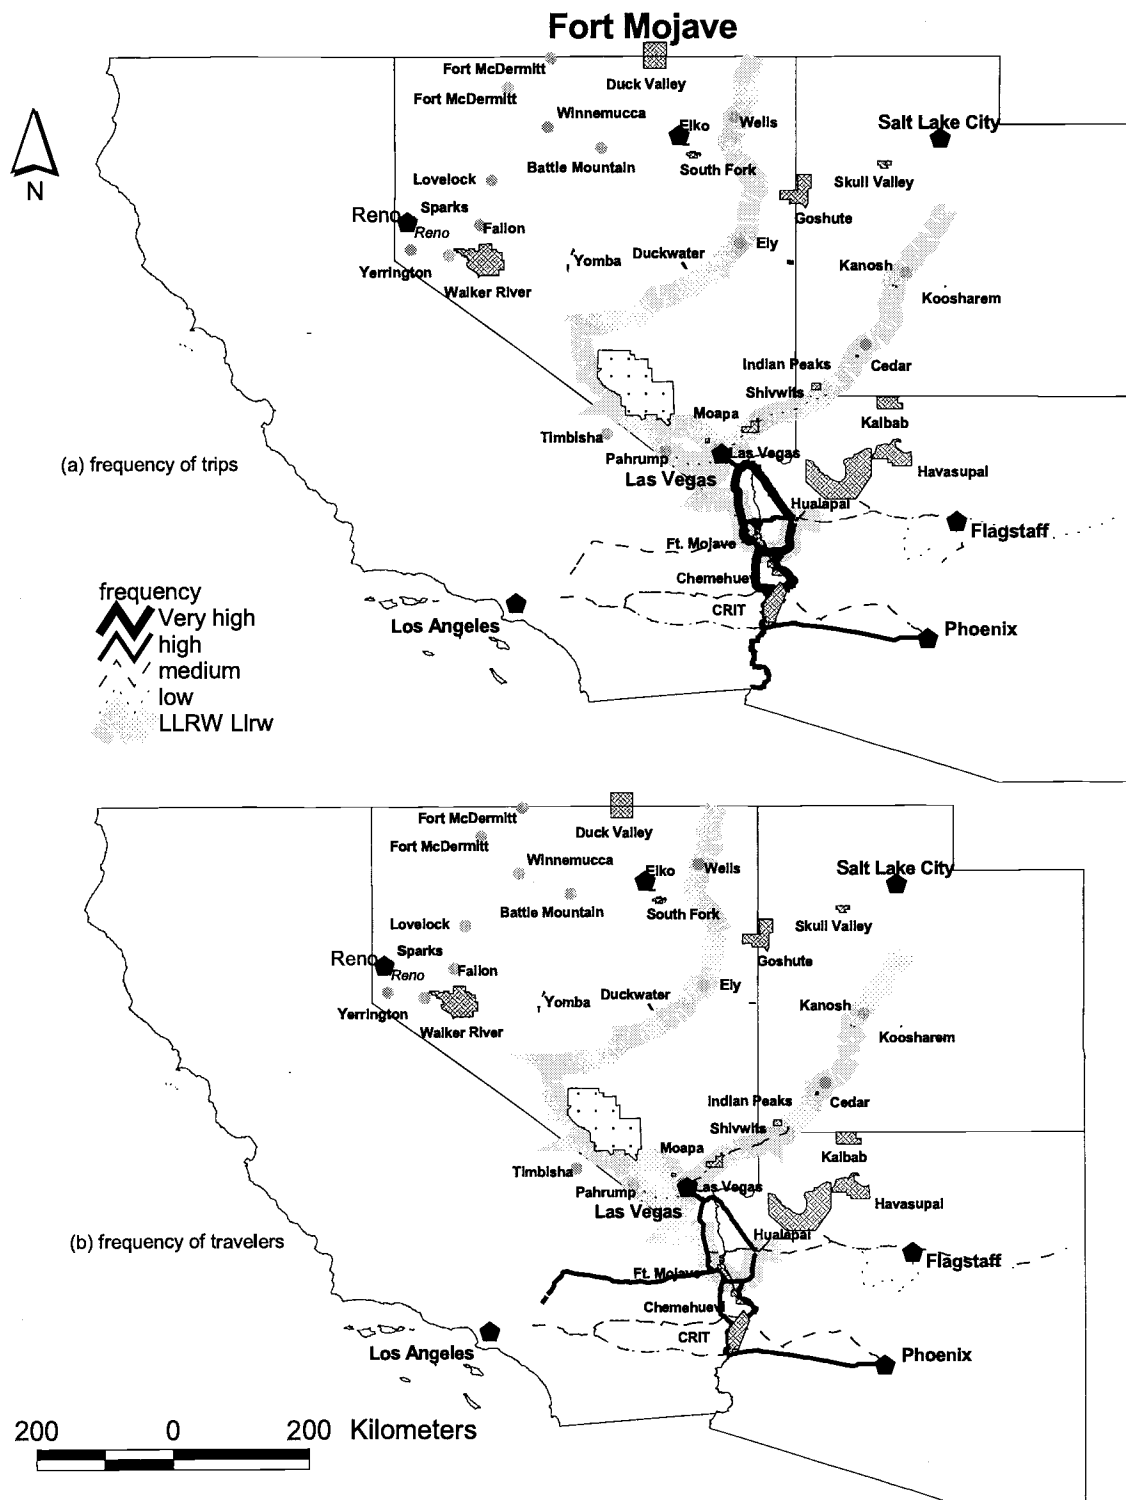 Fort Mojave
Fort McDermitt
Duck Valley
Fort McDermitt
Winnemucca
Elko
Wells
Salt Lake City
Battle Mountain
South Fork
Skull Valley
N
Lovelock
Sparks
Reno
Reno
Fallon
Goshute
Yomba
Duckwater
Ely
Kanosh
Yerrington
Walker River
Koosharem
Indian Peaks
Cedar
Shivwits
Moapa
Kaibab
Timbisha
(a) frequency of trips
Pahrump
Las Vegas
Las Vegas
Havasupai
Hualapai
Flagstaff
Ft. Mojave
Chemehuevi
frequency
Very high
high
medium
low
LLRW Llrw
CRIT
Los Angeles
Phoenix
Fort McDermitt
Duck Valley
Fort McDermitt
Winnemucca
Elko
Wells
Salt Lake City
Battle Mountain
South Fork
Skull Valley
Lovelock
Sparks
Reno
Reno
Fallon
Goshute
Yomba
Duckwater
Ely
Kanosh
Yerrington
Walker River
Koosharem
Indian Peaks
Cedar
Shivwits
Moapa
Kaibab
Timbisha
Pahrump
Las Vegas
Las Vegas
Havasupai
(b) frequency of travelers
Hualapai
Flagstaff
Ft. Mojave
Chemehuevi
CRIT
Los Angeles
Phoenix
200 0 200 Kilometers